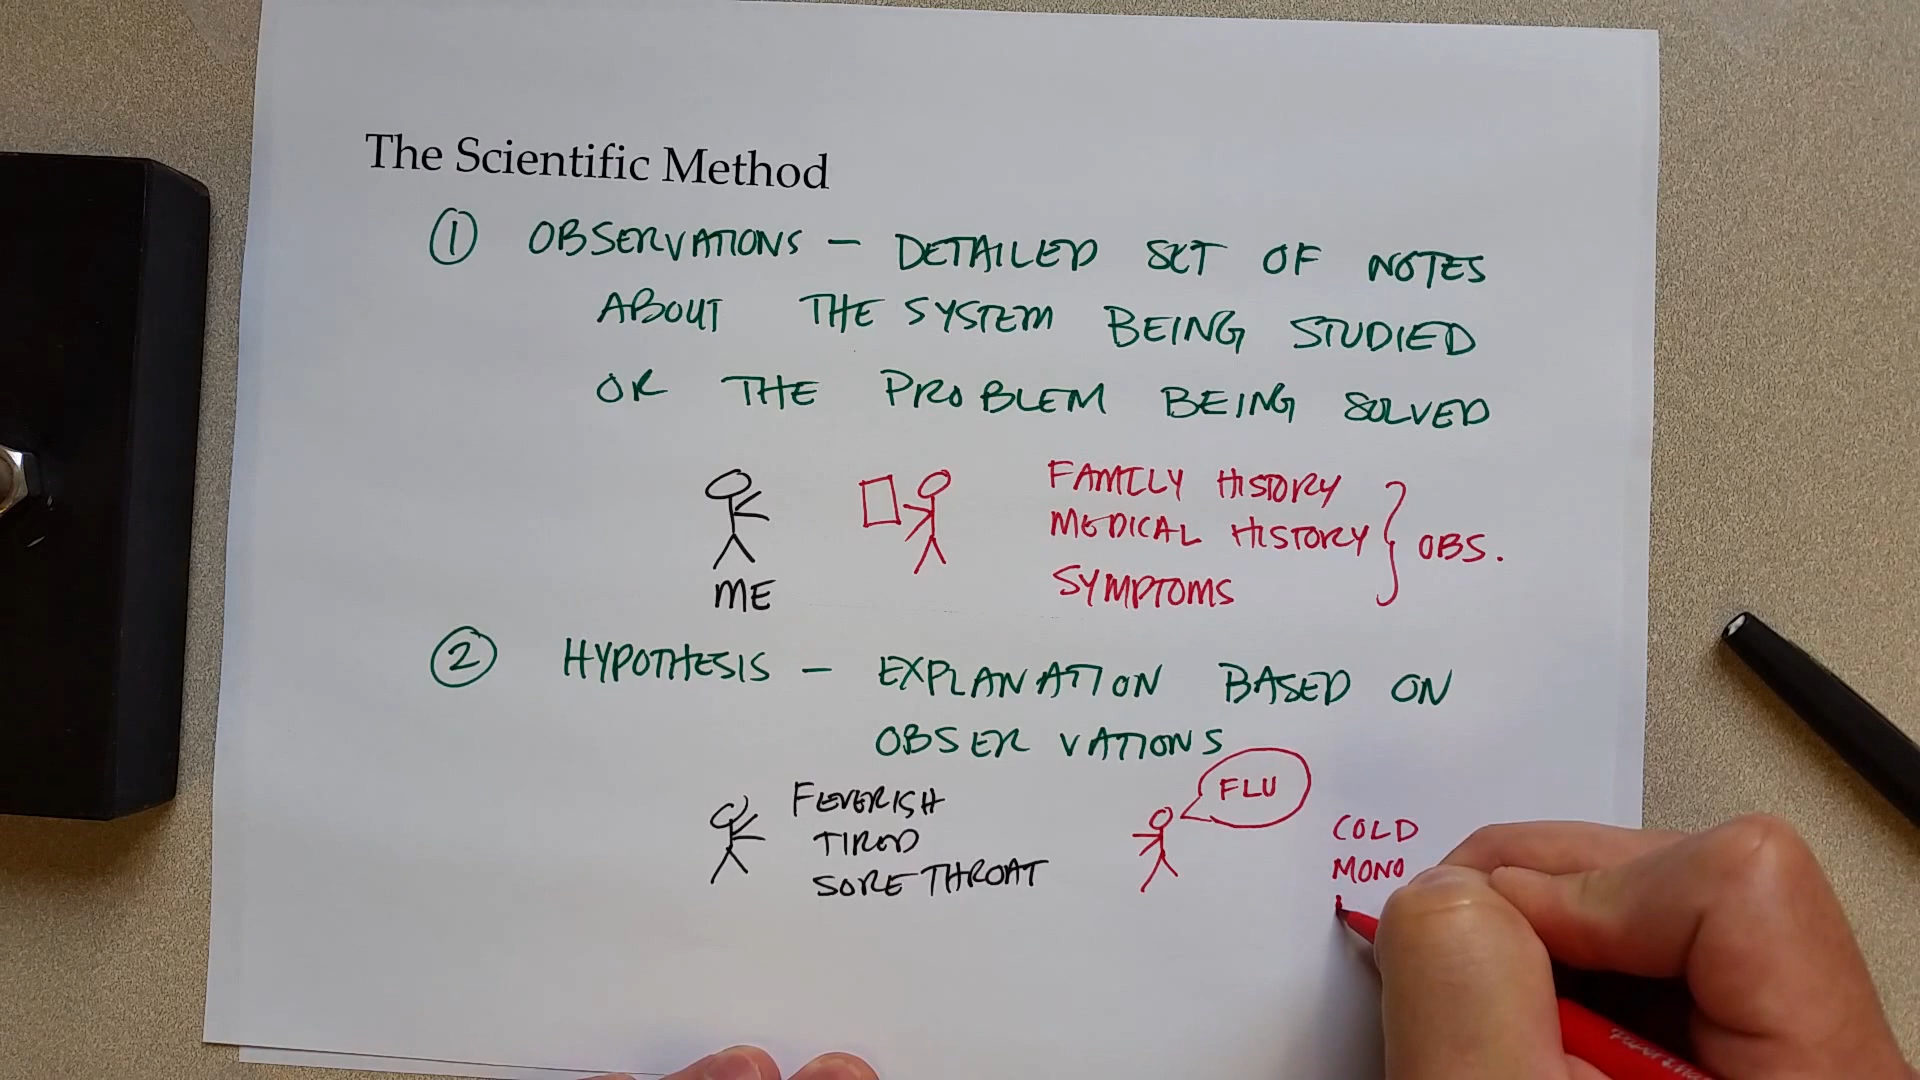 The Scientific Method
① OBSERVATIONS – DETAILED SET OF NOTES
ABOUT THE SYSTEM BEING STUDIED
OR THE PROBLEM BEING SOLVED
FAMILY HISTORY
MEDICAL HISTORY } OBS.
SYMPTOMS
ME
② HYPOTHESIS – EXPLANATION BASED ON
OBSERVATIONS
FEVERISH
TIRED
SORE THROAT
FLU
COLD
MONO